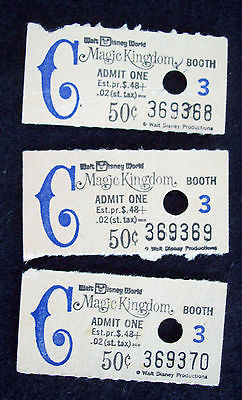 C
Walt Disney World
Magic Kingdom BOOTH
ADMIT ONE 3
Est.pr.$.48+
.02(st.tax)=
50¢ 369368
© Walt Disney Productions
C
Walt Disney World
Magic Kingdom BOOTH
ADMIT ONE 3
Est.pr.$.48+
.02(st.tax)=
50¢ 369369
© Walt Disney Productions
C
Walt Disney World
Magic Kingdom BOOTH
ADMIT ONE 3
Est.pr.$.48+
.02(st.tax)=
50¢ 369370
© Walt Disney Productions